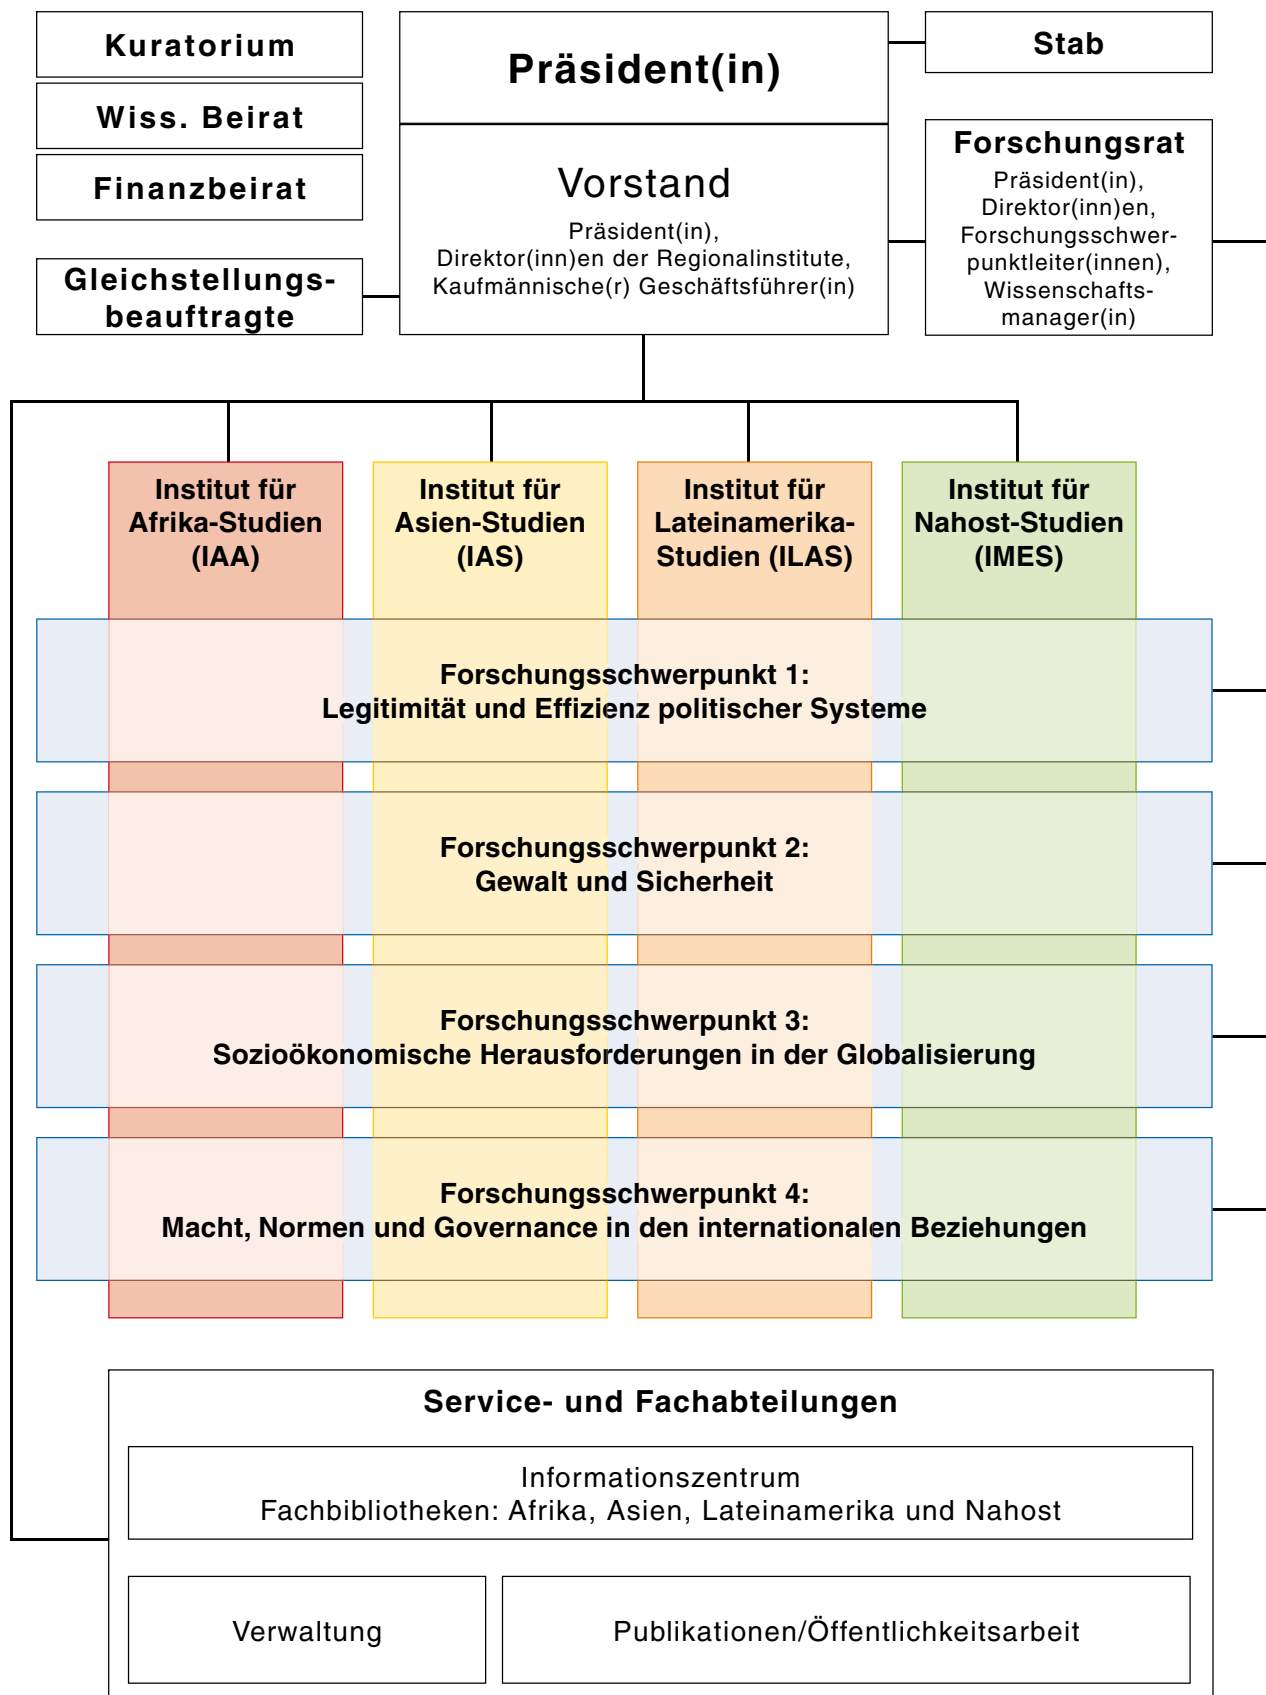 Kuratorium
Wiss. Beirat
Finanzbeirat
Gleichstellungs-
beauftragte
Präsident(in)
Vorstand
Präsident(in),
Direktor(inn)en der Regionalinstitute,
Kaufmännische(r) Geschäftsführer(in)
Stab
Forschungsrat
Präsident(in),
Direktor(inn)en,
Forschungsschwer-
punktleiter(innen),
Wissenschafts-
manager(in)
Institut für
Afrika-Studien
(IAA)
Institut für
Asien-Studien
(IAS)
Institut für
Lateinamerika-
Studien (ILAS)
Institut für
Nahost-Studien
(IMES)
Forschungsschwerpunkt 1:
Legitimität und Effizienz politischer Systeme
Forschungsschwerpunkt 2:
Gewalt und Sicherheit
Forschungsschwerpunkt 3:
Sozioökonomische Herausforderungen in der Globalisierung
Forschungsschwerpunkt 4:
Macht, Normen und Governance in den internationalen Beziehungen
Service- und Fachabteilungen
Informationszentrum
Fachbibliotheken: Afrika, Asien, Lateinamerika und Nahost
Verwaltung
Publikationen/Öffentlichkeitsarbeit